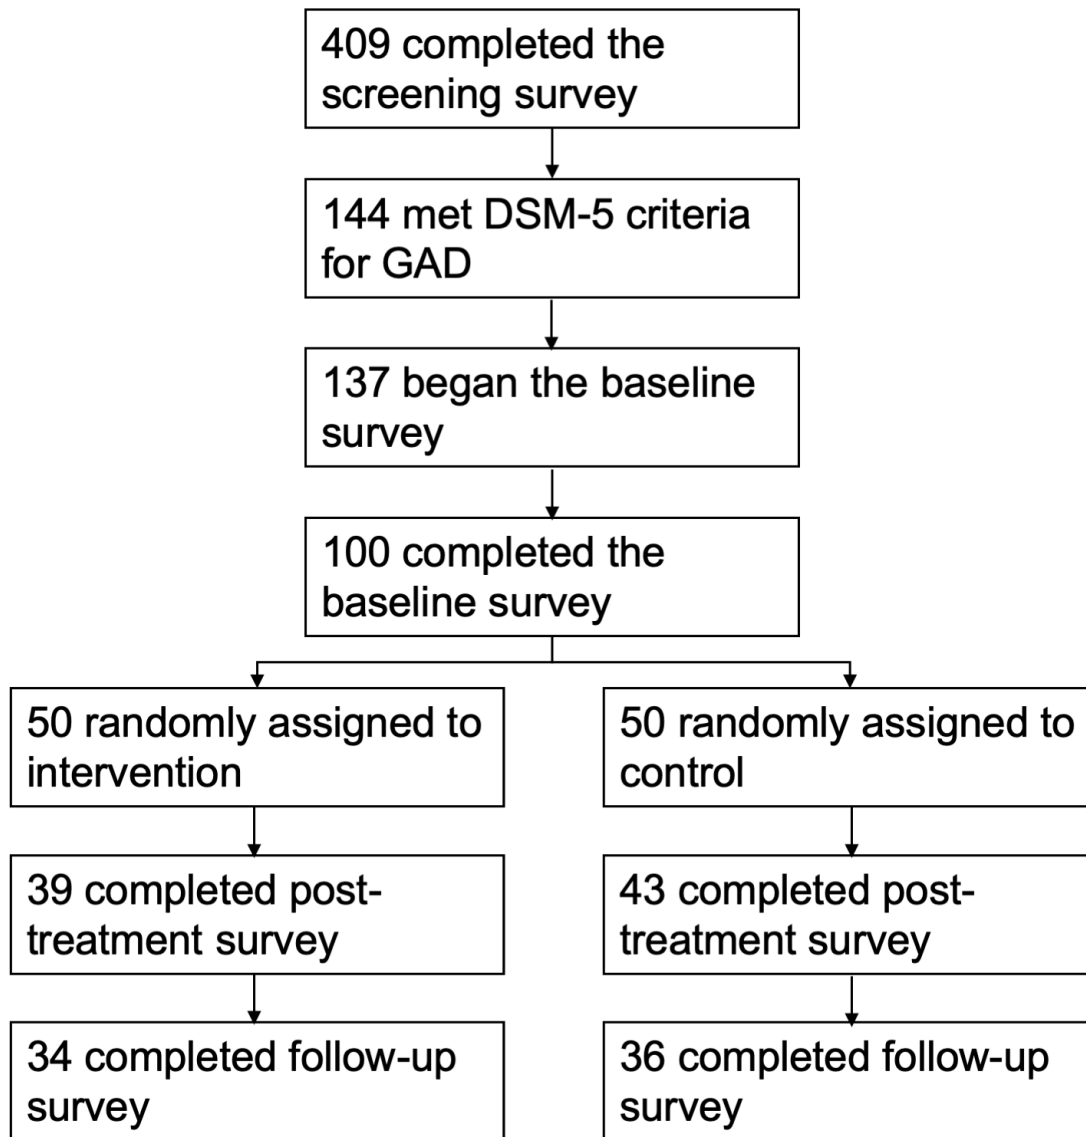 409 completed the
screening survey
144 met DSM-5 criteria
for GAD
137 began the baseline
survey
100 completed the
baseline survey
50 randomly assigned to
intervention
50 randomly assigned to
control
39 completed post-
treatment survey
43 completed post-
treatment survey
34 completed follow-up
survey
36 completed follow-up
survey